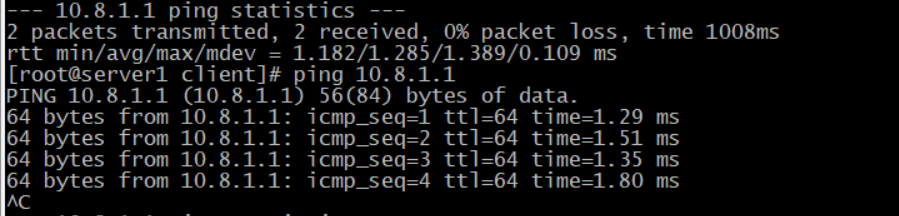 --- 10.8.1.1 ping statistics ---
2 packets transmitted, 2 received, 0% packet loss, time 1008ms
rtt min/avg/max/mdev = 1.182/1.285/1.389/0.109 ms
[root@server1 client]# ping 10.8.1.1
PING 10.8.1.1 (10.8.1.1) 56(84) bytes of data.
64 bytes from 10.8.1.1: icmp_seq=1 ttl=64 time=1.29 ms
64 bytes from 10.8.1.1: icmp_seq=2 ttl=64 time=1.51 ms
64 bytes from 10.8.1.1: icmp_seq=3 ttl=64 time=1.35 ms
64 bytes from 10.8.1.1: icmp_seq=4 ttl=64 time=1.80 ms
^C